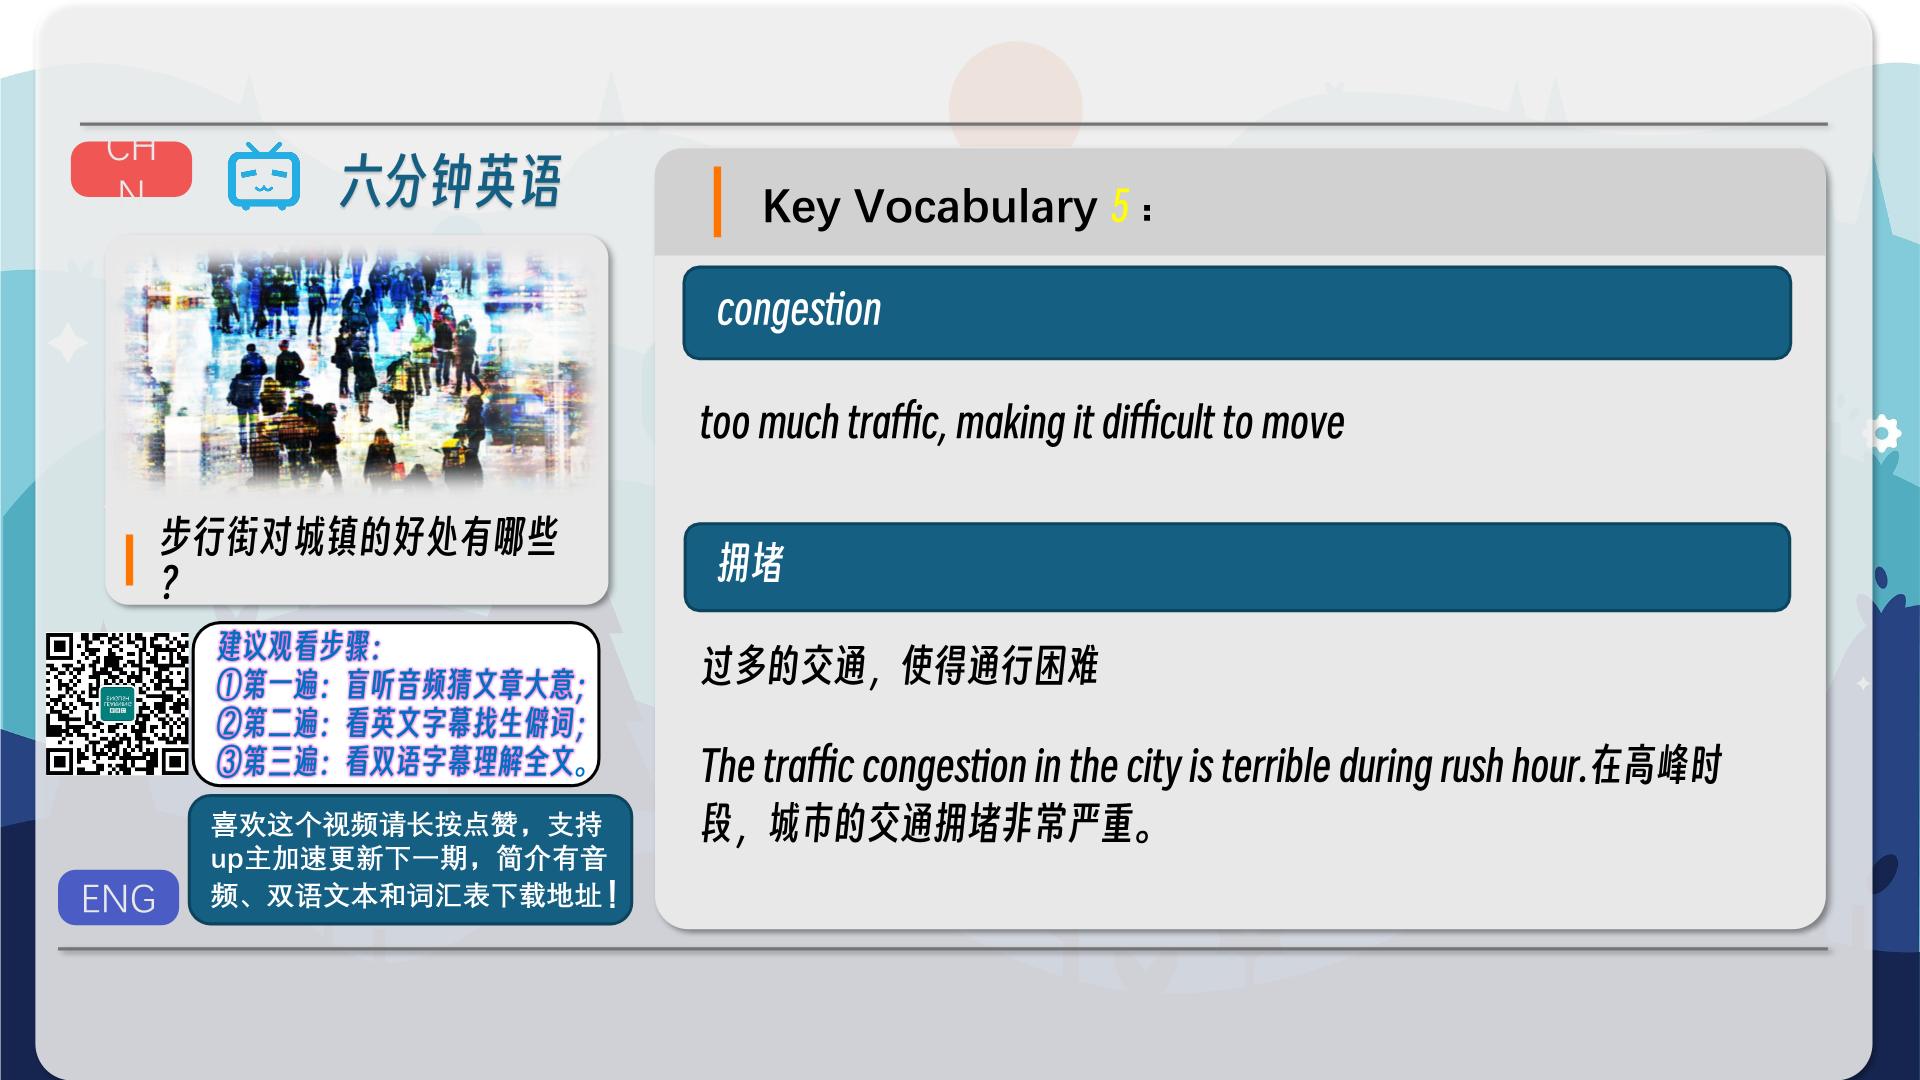 CH
N
六分钟英语
步行街对城镇的好处有哪些
?
建议观看步骤：
①第一遍：盲听音频猜文章大意;
②第二遍：看英文字幕找生僻词;
③第三遍：看双语字幕理解全文。
喜欢这个视频请长按点赞，支持
up主加速更新下一期，简介有音
频、双语文本和词汇表下载地址！
ENG
Key Vocabulary 5：
congestion
too much traffic, making it difficult to move
拥堵
过多的交通，使得通行困难
The traffic congestion in the city is terrible during rush hour.在高峰时
段，城市的交通拥堵非常严重。